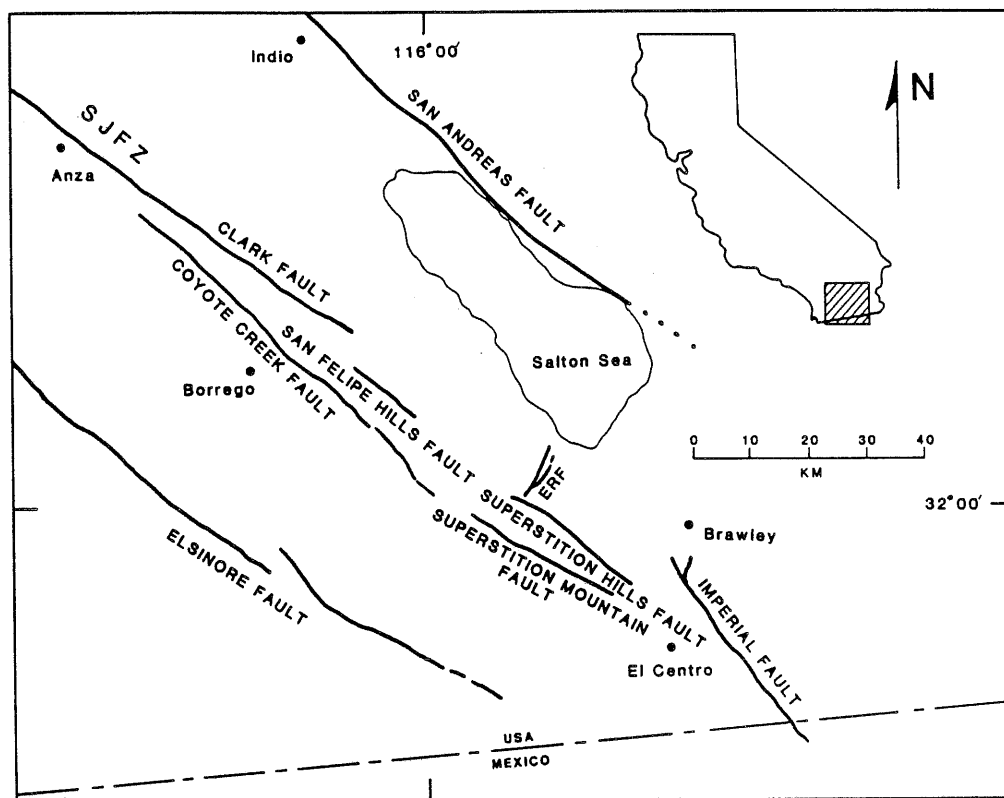 Indio
116°00'
N
SJFZ
Anza
SAN ANDREAS FAULT
CLARK FAULT
COYOTE CREEK FAULT
SAN FELIPE HILLS FAULT
Borrego
Salton Sea
0 10 20 30 40
KM
ERF
32°00'
Brawley
SUPERSTITION HILLS FAULT
SUPERSTITION MOUNTAIN
FAULT
ELSINORE FAULT
IMPERIAL FAULT
El Centro
USA
MEXICO